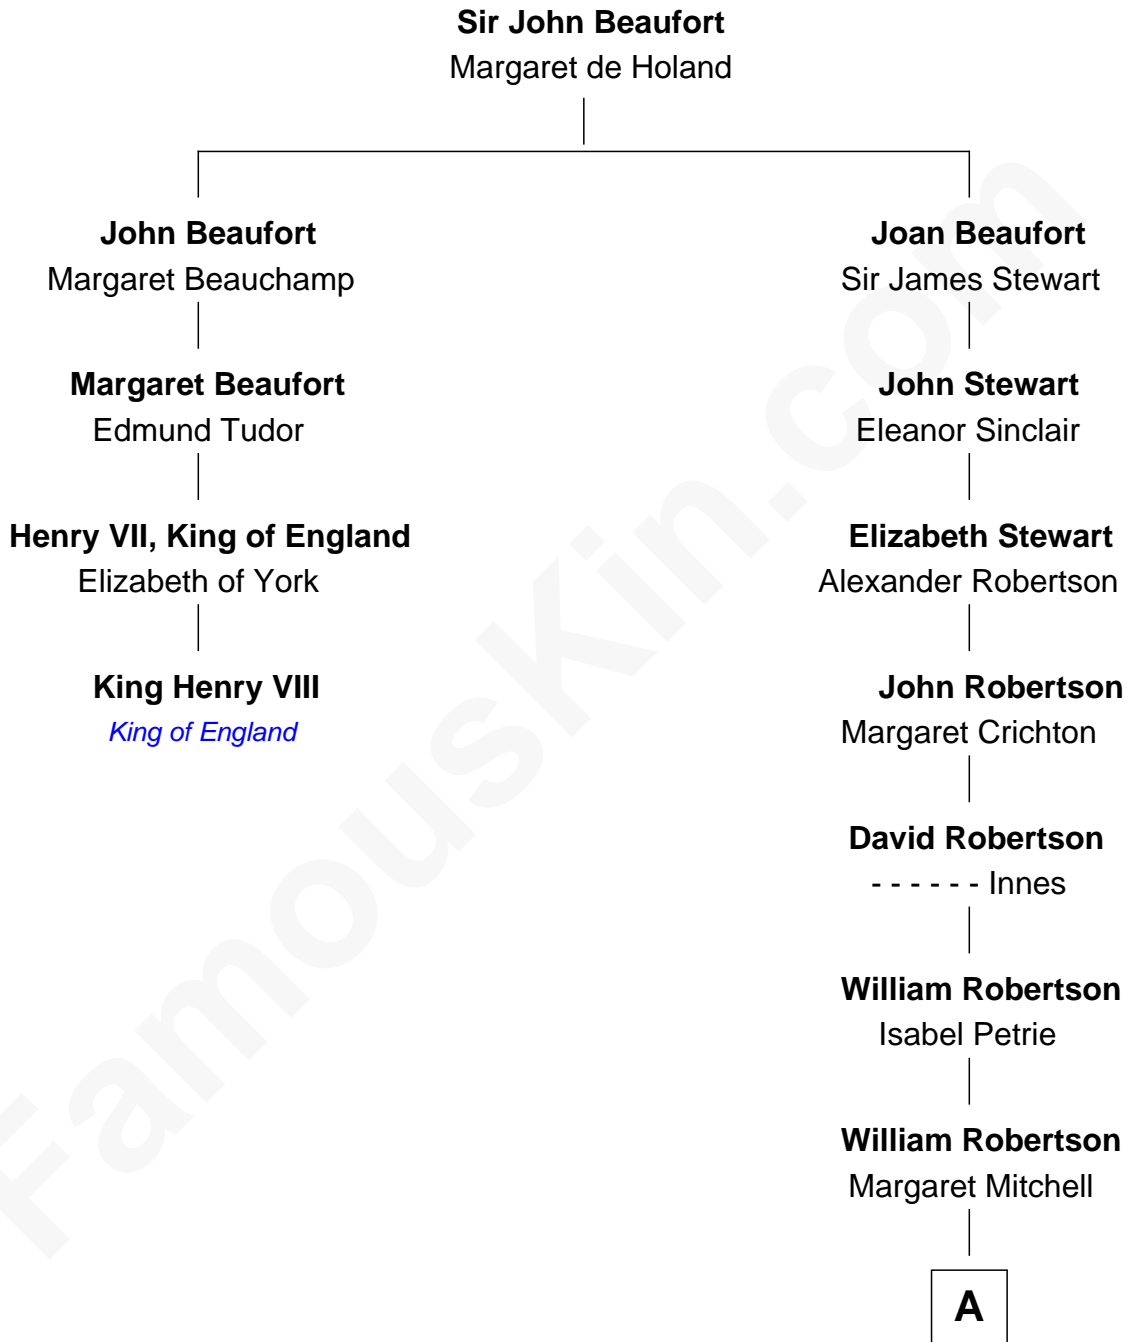 Sir John Beaufort
Margaret de Holand
John Beaufort
Margaret Beauchamp
Margaret Beaufort
Edmund Tudor
Henry VII, King of England
Elizabeth of York
King Henry VIII
King of England
Joan Beaufort
Sir James Stewart
John Stewart
Eleanor Sinclair
Elizabeth Stewart
Alexander Robertson
John Robertson
Margaret Crichton
David Robertson
- - - - - - Innes
William Robertson
Isabel Petrie
William Robertson
Margaret Mitchell
A
FamousKin.com